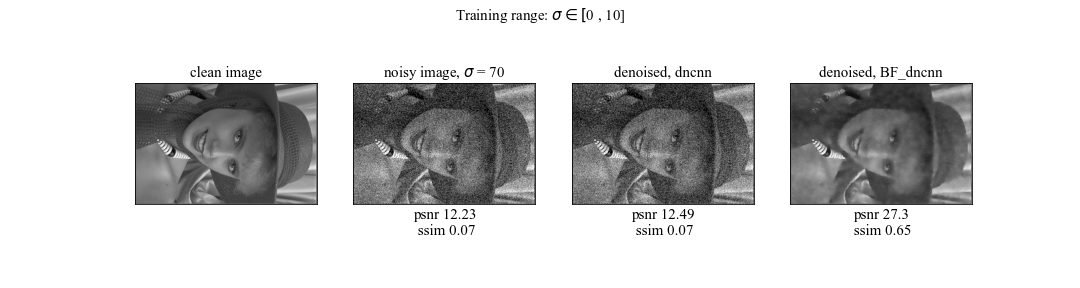 Training range: σ ∈ [0 , 10]
clean image
noisy image, σ = 70
denoised, dncnn
denoised, BF_dncnn
psnr 12.23
ssim 0.07
psnr 12.49
ssim 0.07
psnr 27.3
ssim 0.65